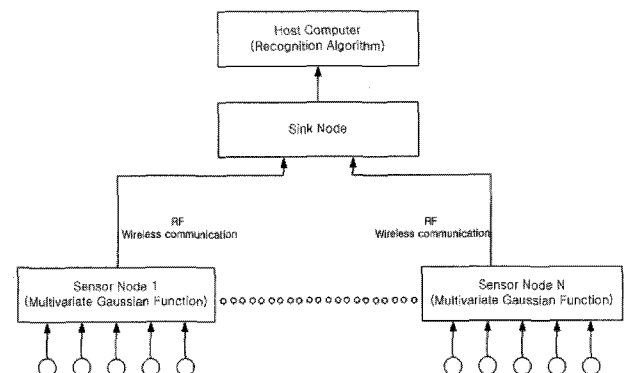 Host Computer
(Recognition Algorithm)
Sink Node
RF
Wireless communication
RF
Wireless communication
Sensor Node 1
(Multivariate Gaussian Function)
Sensor Node N
(Multivariate Gaussian Function)